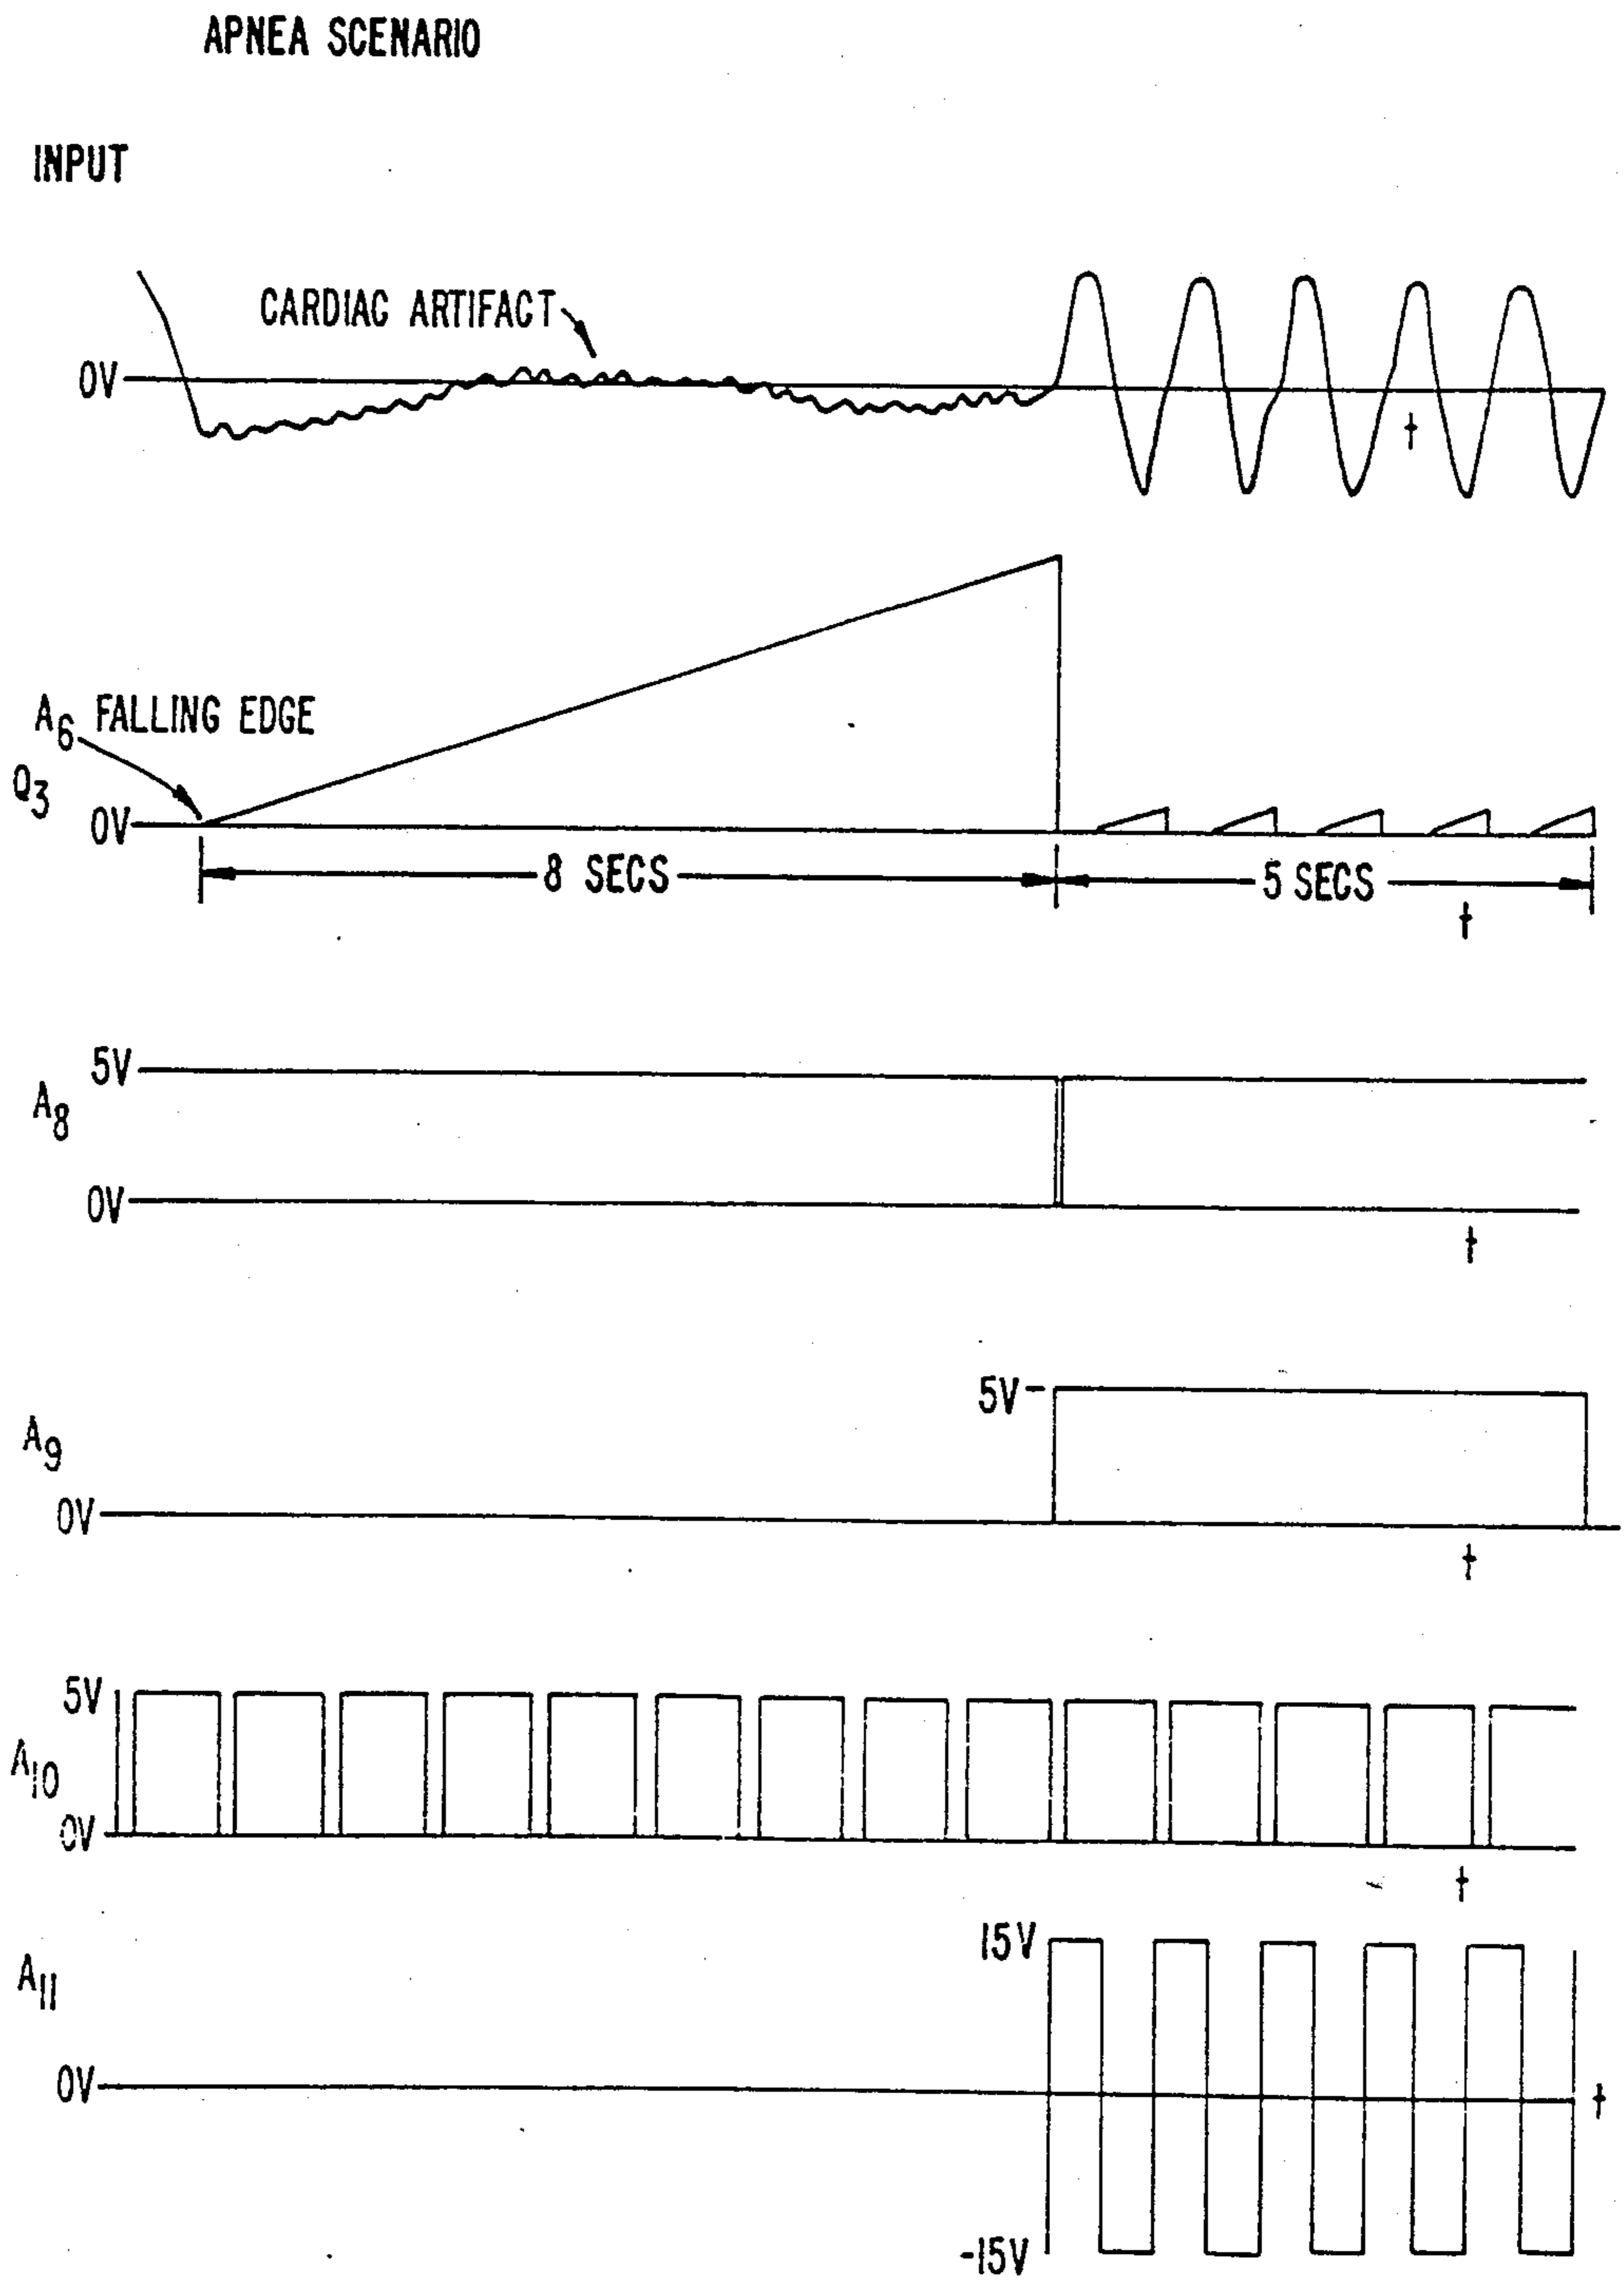 APNEA SCENARIO
INPUT
CARDIAC ARTIFACT
0V
t
A6 FALLING EDGE
Q3
0V
8 SECS
5 SECS
t
5V
A8
0V
t
5V
A9
0V
t
5V
A10
0V
t
15V
A11
0V
t
-15V